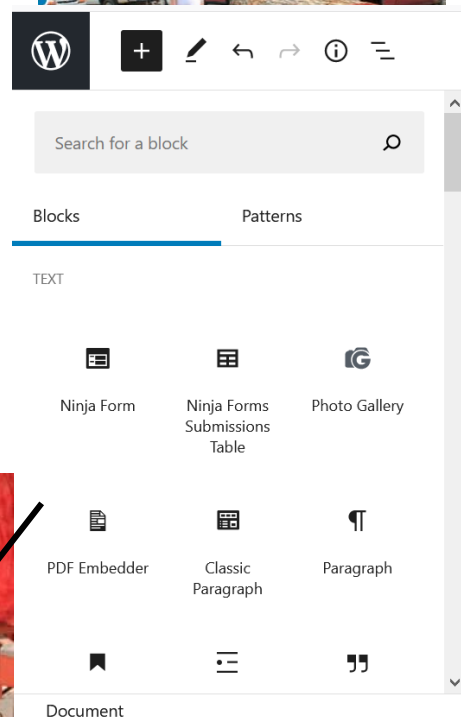 Search for a block
Blocks
Patterns
TEXT
Ninja Form
Ninja Forms
Submissions
Table
Photo Gallery
PDF Embedder
Classic
Paragraph
Paragraph
Document